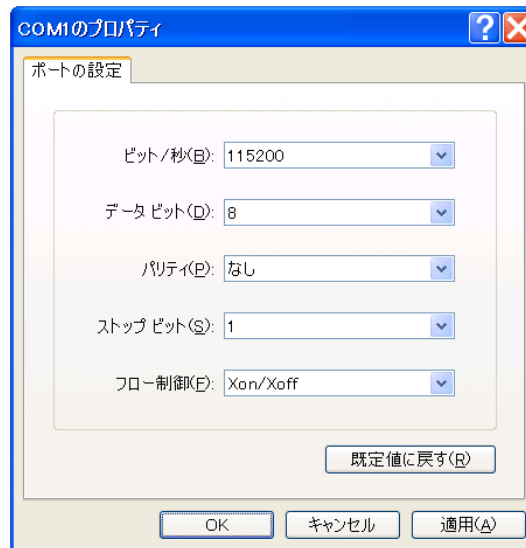 COM1のプロパティ
ポートの設定
ビット/秒(B): 115200
データ ビット(D): 8
パリティ(P): なし
ストップ ビット(S): 1
フロー制御(F): Xon/Xoff
既定値に戻す(R)
OK キャンセル 適用(A)